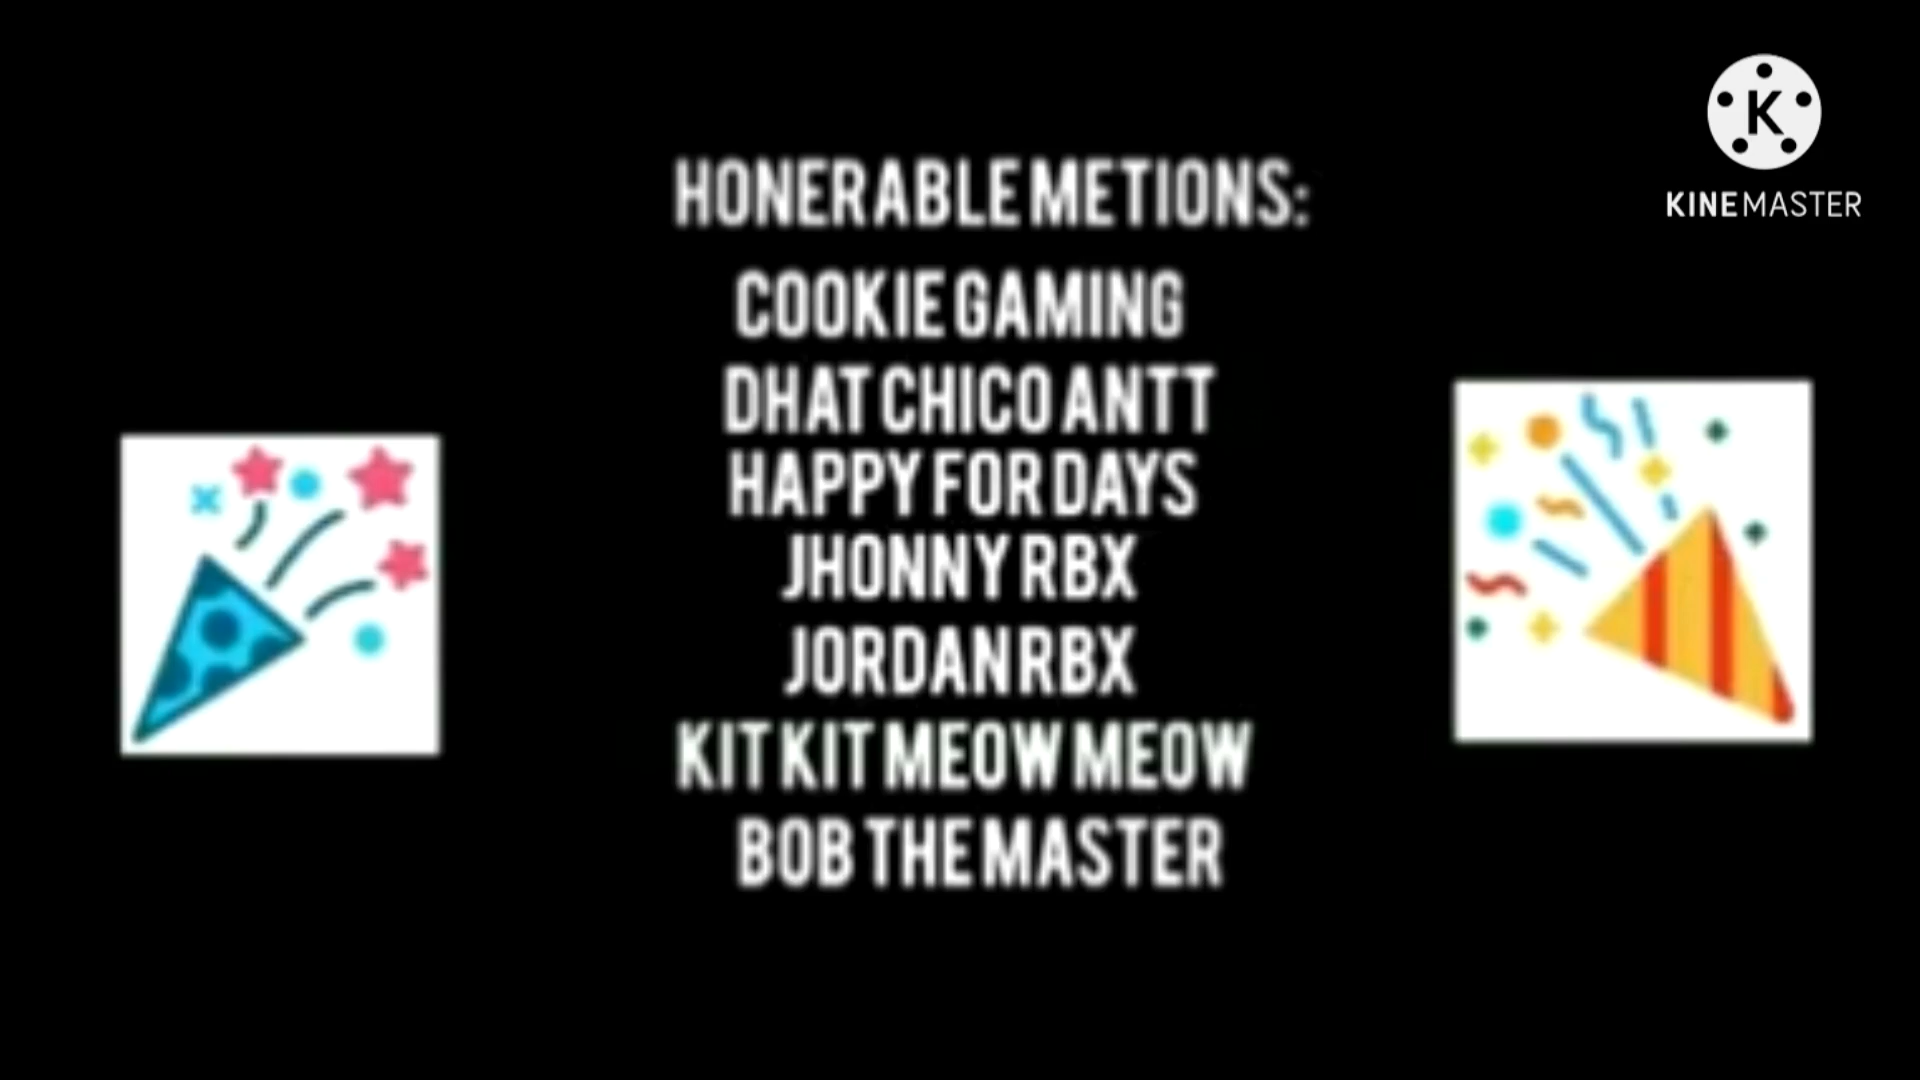 K
KINEMASTER
HONERABLE METIONS:
COOKIE GAMING
DHAT CHICO ANTT
HAPPY FOR DAYS
JHONNY RBX
JORDAN RBX
KIT KIT MEOW MEOW
BOB THE MASTER